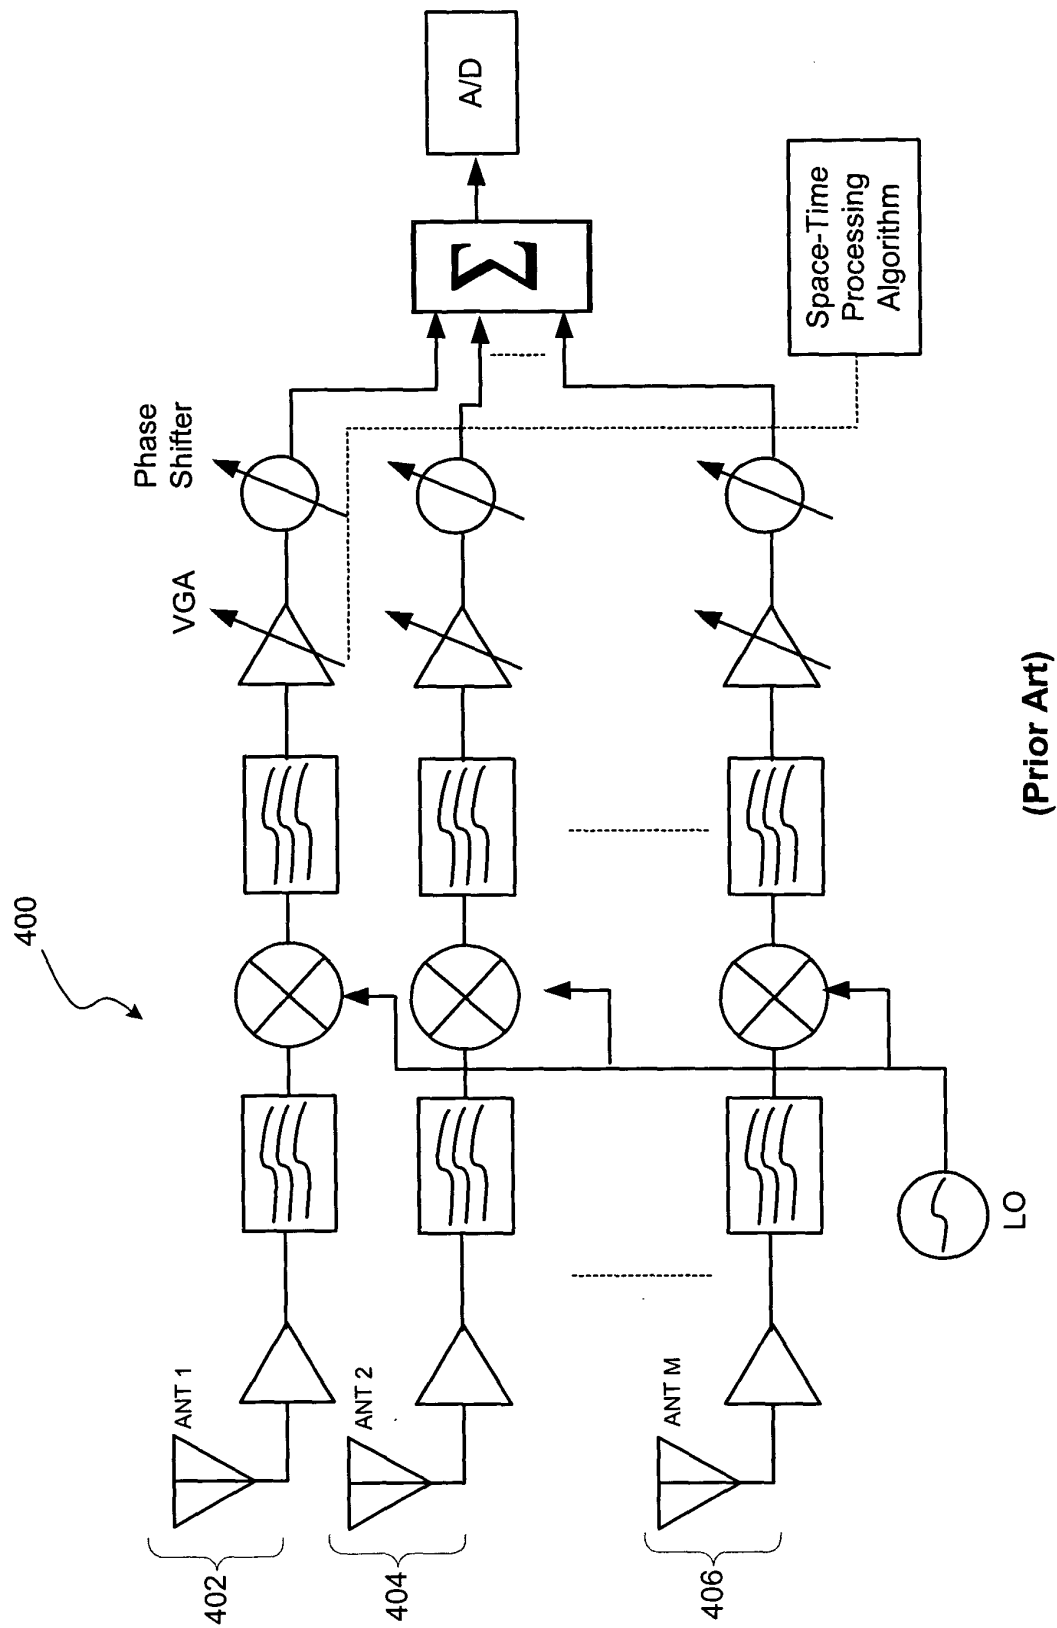 400
402
ANT 1
VGA
Phase
Shifter
404
ANT 2
Σ
A/D
406
ANT M
LO
Space-Time
Processing
Algorithm
(Prior Art)